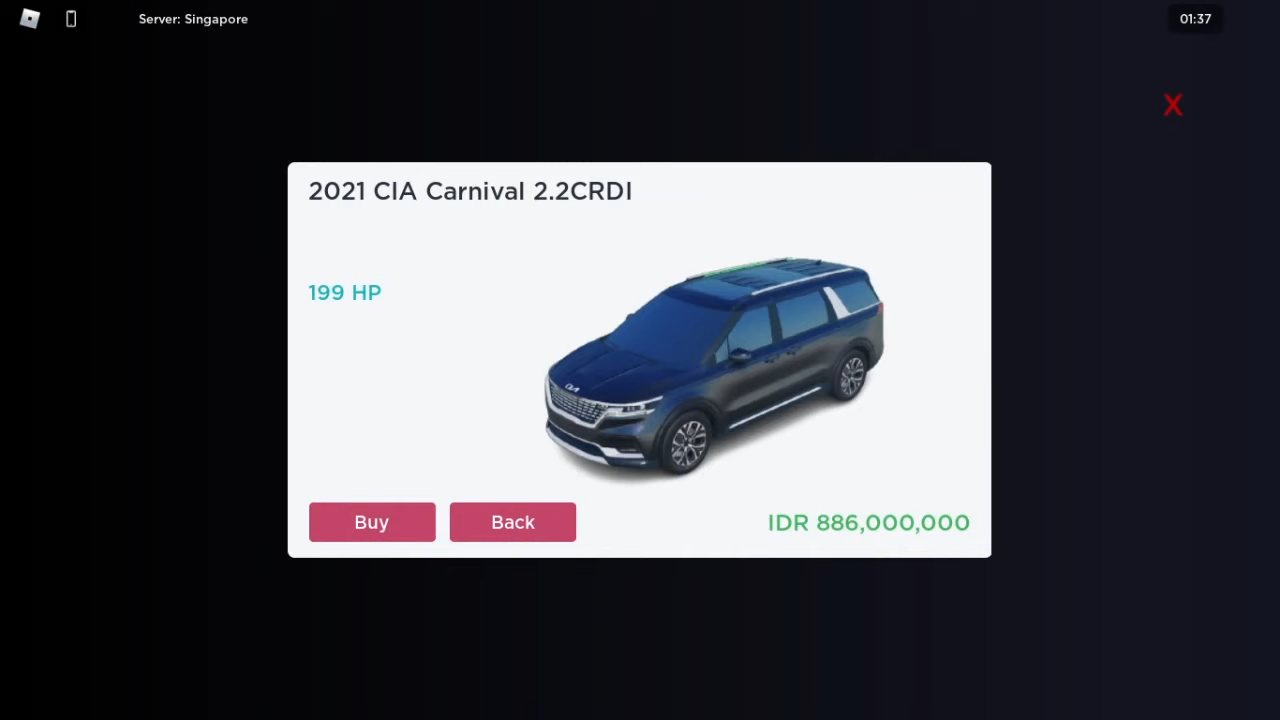 Server: Singapore
01:37
X
2021 CIA Carnival 2.2CRDI
199 HP
Buy
Back
IDR 886,000,000